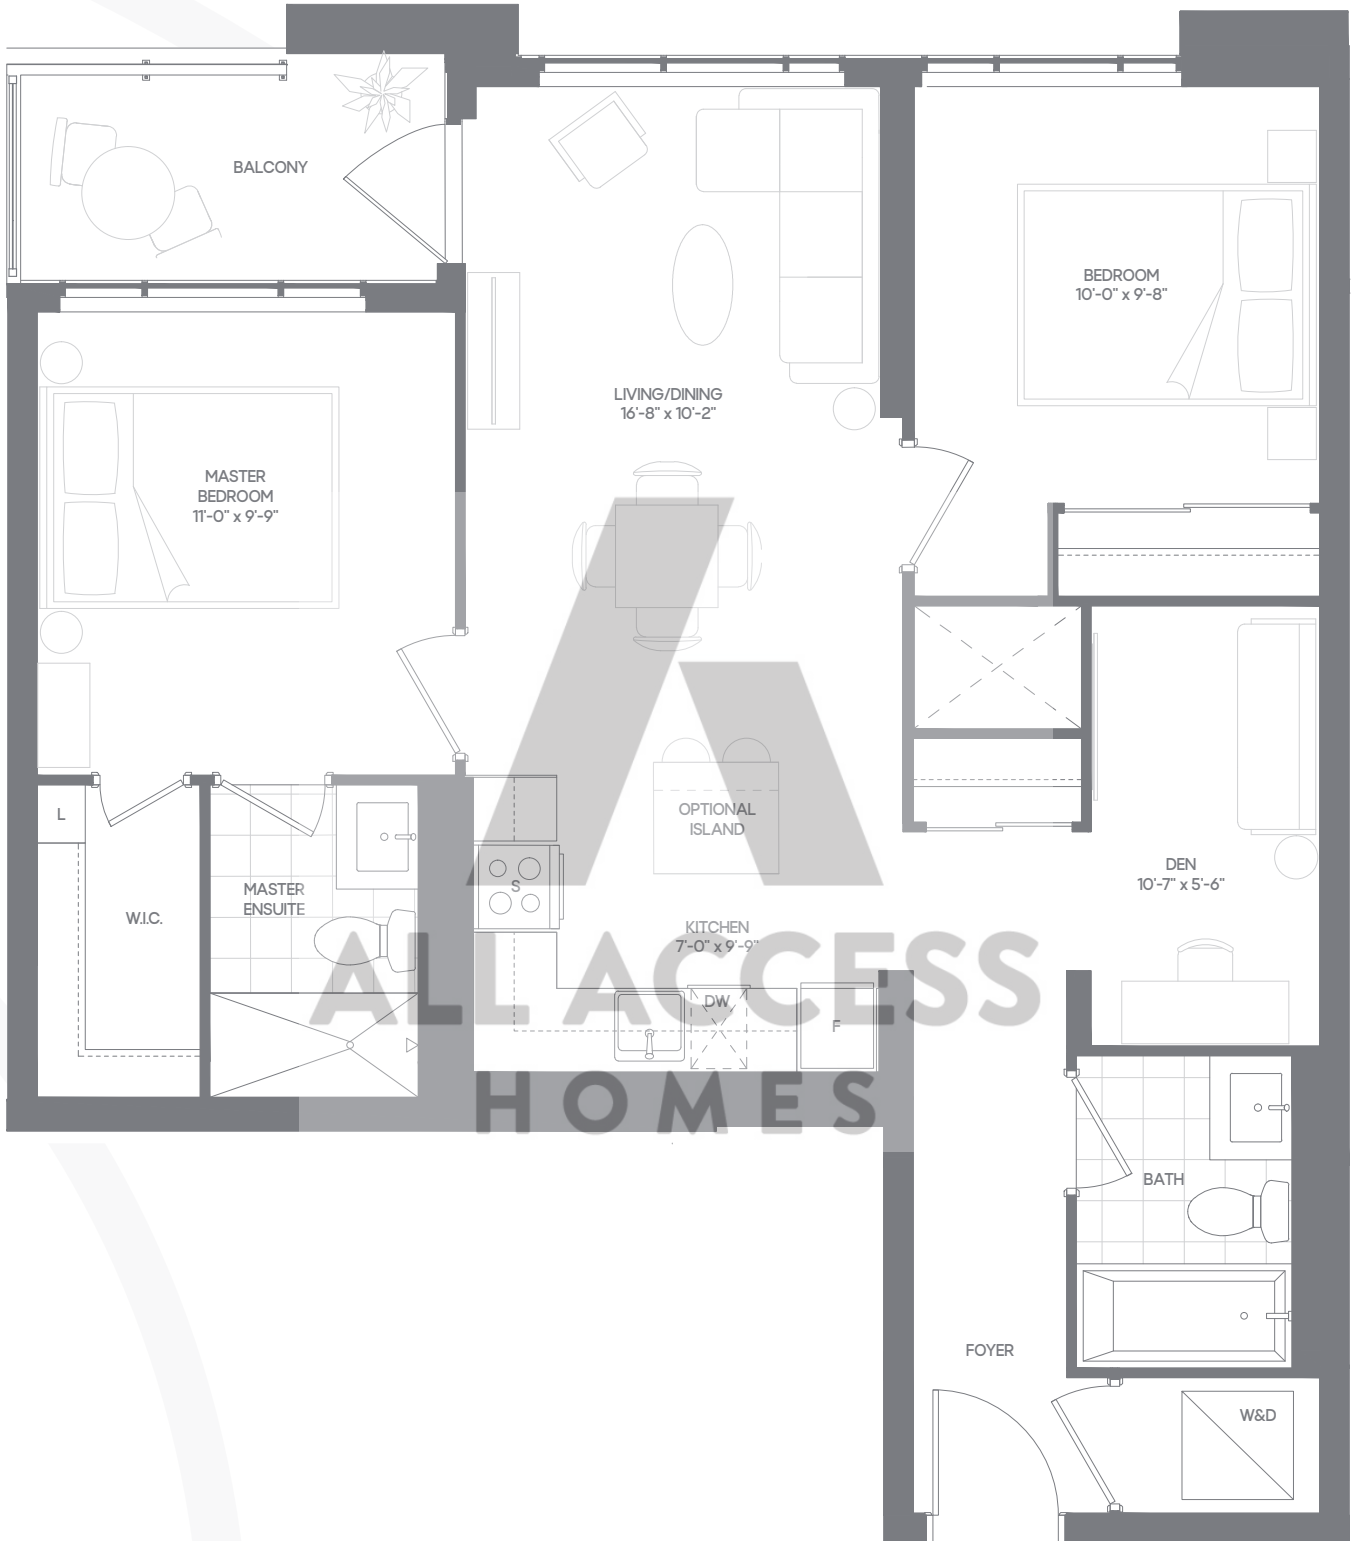 BALCONY
BEDROOM
10'-0" x 9'-8"
LIVING/DINING
16'-8" x 10'-2"
MASTER
BEDROOM
11'-0" x 9'-9"
OPTIONAL
ISLAND
L
S
DEN
10'-7" x 5'-6"
MASTER
ENSUITE
W.I.C.
KITCHEN
7'-0" x 9'-9"
ALL ACCESS
DW
F
HOMES
BATH
FOYER
W&D